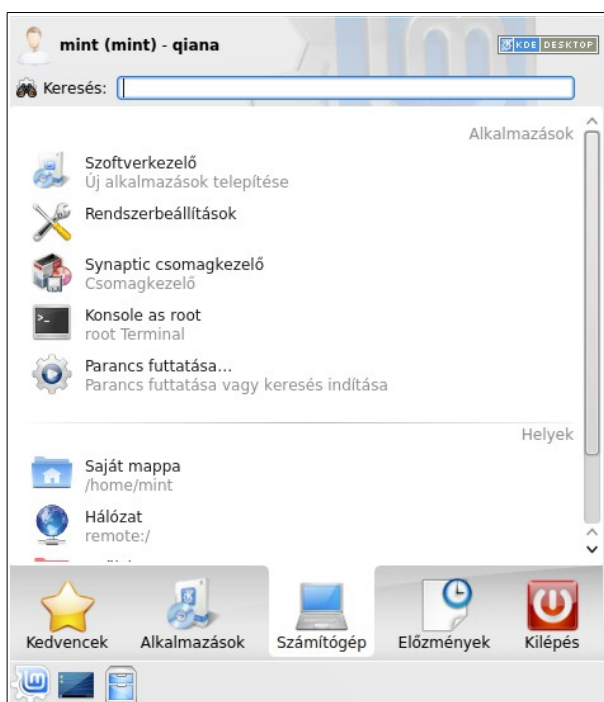 mint (mint) - qiana
KDE DESKTOP
Keresés:
Alkalmazások
Szoftverkezelő
Új alkalmazások telepítése
Rendszerbeállítások
Synaptic csomagkezelő
Csomagkezelő
Konsole as root
root Terminal
Parancs futtatása...
Parancs futtatása vagy keresés indítása
Helyek
Saját mappa
/home/mint
Hálózat
remote:/
Kedvencek
Alkalmazások
Számítógép
Előzmények
Kilépés